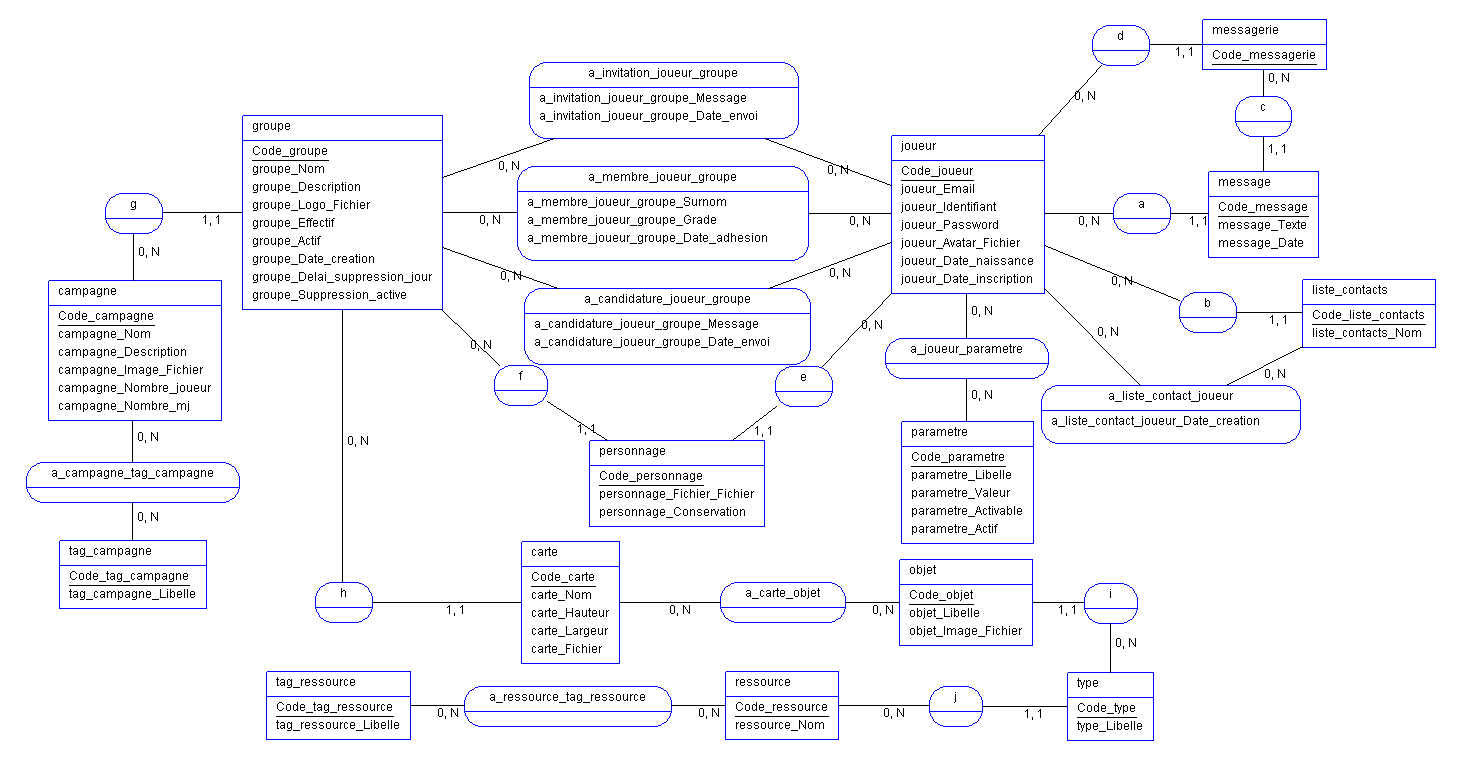 d
1, 1
0, N
messagerie
Code_messagerie
0, N
c
1, 1
a_invitation_joueur_groupe
a_invitation_joueur_groupe_Message
a_invitation_joueur_groupe_Date_envoi
0, N
0, N
groupe
Code_groupe
groupe_Nom
groupe_Description
groupe_Logo_Fichier
groupe_Effectif
groupe_Actif
groupe_Date_creation
groupe_Delai_suppression_jour
groupe_Suppression_active
joueur
Code_joueur
joueur_Email
joueur_Identifiant
joueur_Password
joueur_Avatar_Fichier
joueur_Date_naissance
joueur_Date_inscription
a_membre_joueur_groupe
a_membre_joueur_groupe_Surnom
a_membre_joueur_groupe_Grade
a_membre_joueur_groupe_Date_adhesion
0, N
0, N
message
Code_message
message_Texte
message_Date
a
0, N
1, 1
g
1, 1
0, N
a_candidature_joueur_groupe
a_candidature_joueur_groupe_Message
a_candidature_joueur_groupe_Date_envoi
0, N
0, N
campagne
Code_campagne
campagne_Nom
campagne_Description
campagne_Image_Fichier
campagne_Nombre_joueur
campagne_Nombre_mj
liste_contacts
Code_liste_contacts
liste_contacts_Nom
b
0, N
1, 1
0, N
0, N
a_liste_contact_joueur
a_liste_contact_joueur_Date_creation
0, N
a_joueur_parametre
0, N
parametre
Code_parametre
parametre_Libelle
parametre_Valeur
parametre_Activable
parametre_Actif
0, N
f
1, 1
0, N
e
1, 1
personnage
Code_personnage
personnage_Fichier_Fichier
personnage_Conservation
0, N
a_campagne_tag_campagne
0, N
tag_campagne
Code_tag_campagne
tag_campagne_Libelle
0, N
h
1, 1
carte
Code_carte
carte_Nom
carte_Hauteur
carte_Largeur
carte_Fichier
0, N
a_carte_objet
0, N
objet
Code_objet
objet_Libelle
objet_Image_Fichier
1, 1
i
0, N
tag_ressource
Code_tag_ressource
tag_ressource_Libelle
0, N
a_ressource_tag_ressource
0, N
ressource
Code_ressource
ressource_Nom
0, N
j
1, 1
type
Code_type
type_Libelle